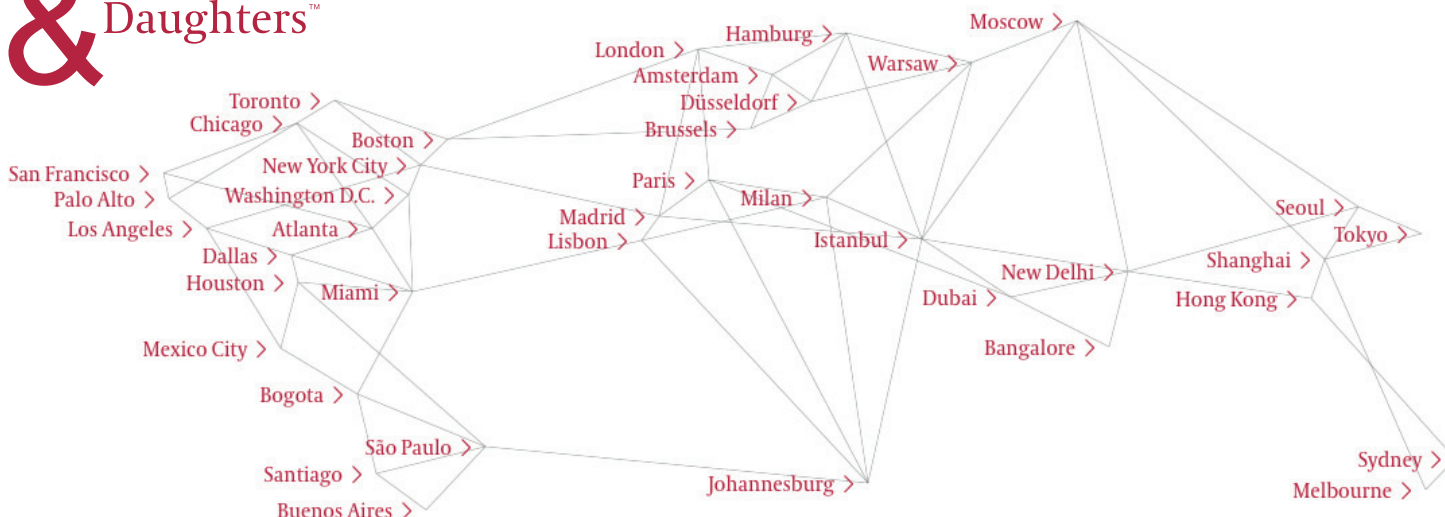 & Daughters™
Moscow
Hamburg
London
Warsaw
Amsterdam
Düsseldorf
Toronto
Chicago
Brussels
Boston
New York City
San Francisco
Paris
Washington D.C.
Palo Alto
Milan
Seoul
Madrid
Los Angeles
Atlanta
Tokyo
Lisbon
Istanbul
Dallas
Shanghai
New Delhi
Houston
Miami
Dubai
Hong Kong
Mexico City
Bangalore
Bogota
São Paulo
Sydney
Santiago
Johannesburg
Melbourne
Buenos Aires